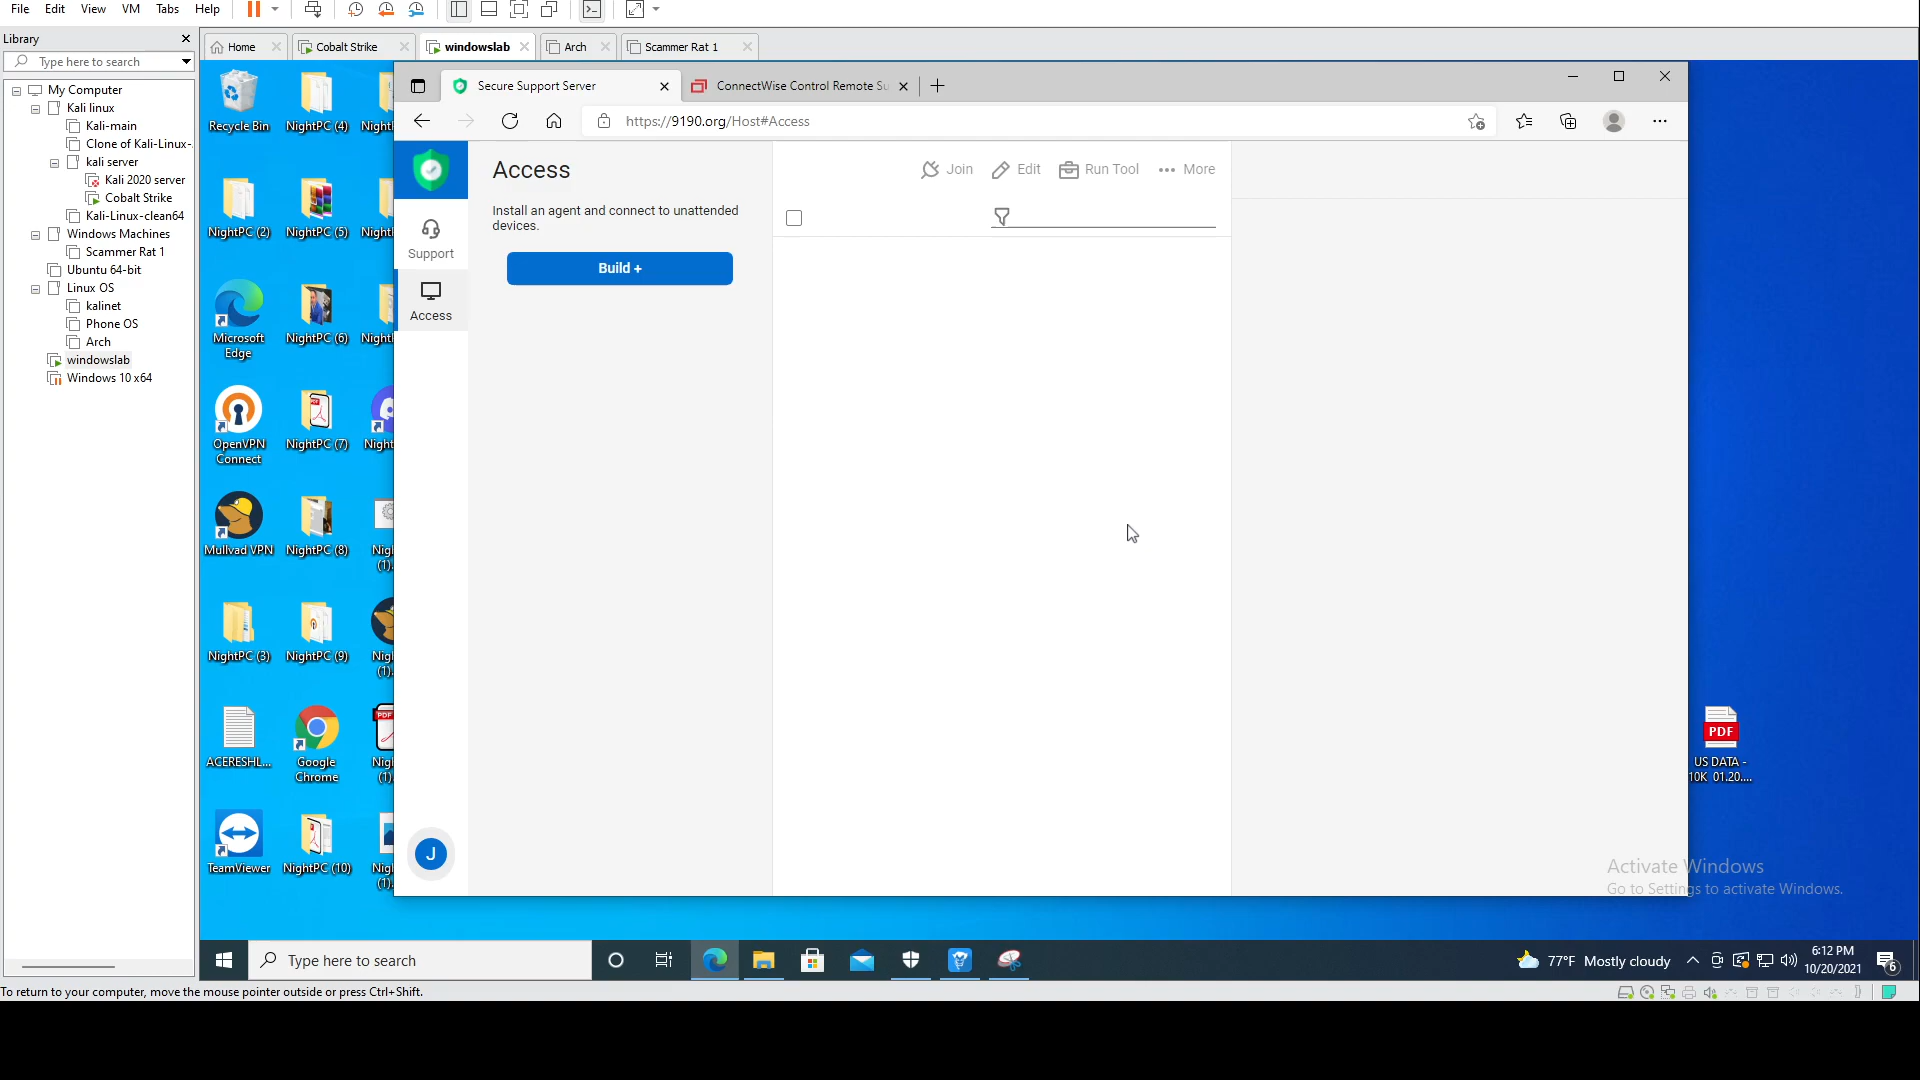 File Edit View VM Tabs Help
Library
Type here to search
My Computer
Kali linux
Kali-main
Clone of Kali-Linux-
kali server
Kali 2020 server
Cobalt Strike
Kali-Linux-clean64
Windows Machines
Scammer Rat 1
Ubuntu 64-bit
Linux OS
kalinet
Phone OS
Arch
windowslab
Windows 10 x64
Home Cobalt Strike windowslab Arch Scammer Rat 1
Recycle Bin NightPC (4)
NightPC (2) NightPC (5)
Microsoft
Edge
NightPC (6)
OpenVPN
Connect
NightPC (7)
Mullvad VPN NightPC (8)
(1).
NightPC (3) NightPC (9)
(1).
ACERESHL... Google
Chrome
PDF
(1)
TeamViewer NightPC (10)
(1).
Secure Support Server ConnectWise Control Remote Su
https://9190.org/Host#Access
Access
Join Edit Run Tool More
Install an agent and connect to unattended
devices.
Build +
Support
Access
J
PDF
US DATA -
10K 01.20....
Activate Windows
Go to Settings to activate Windows.
Type here to search
77°F Mostly cloudy
6:12 PM
10/20/2021
6
To return to your computer, move the mouse pointer outside or press Ctrl+Shift.